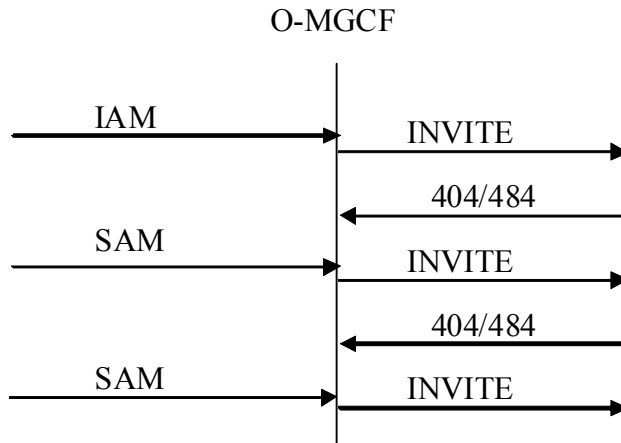 O-MGCF
IAM
INVITE
404/484
SAM
INVITE
404/484
SAM
INVITE